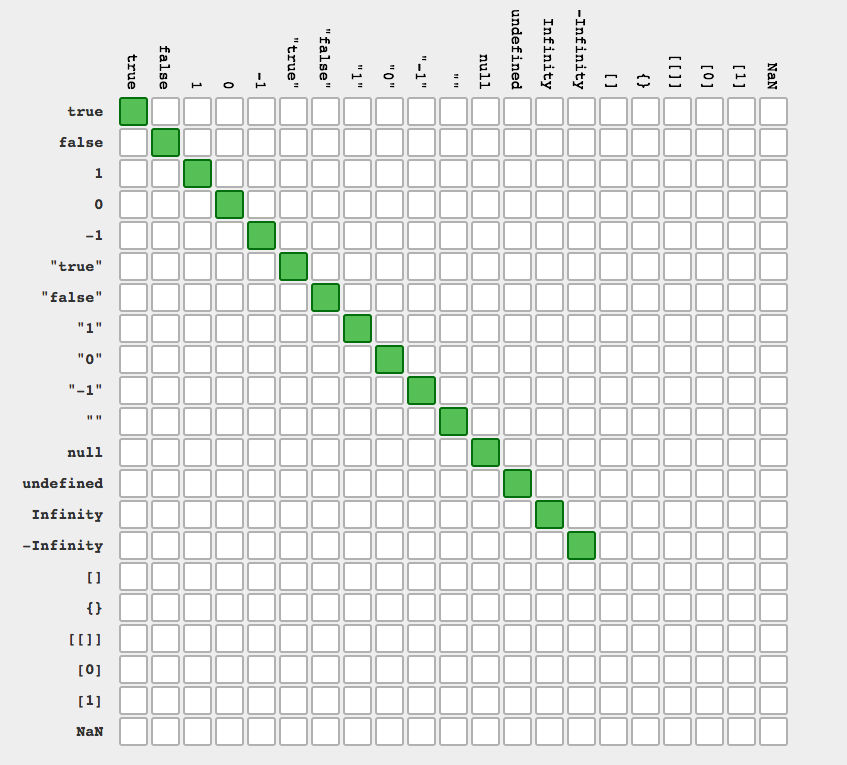 true false 1 0 -1 "true" "false" "1" "0" "-1" "" null undefined Infinity -Infinity [] {} [[]] [0] [1] NaN
true
false
1
0
-1
"true"
"false"
"1"
"0"
"-1"
""
null
undefined
Infinity
-Infinity
[]
{}
[[]]
[0]
[1]
NaN